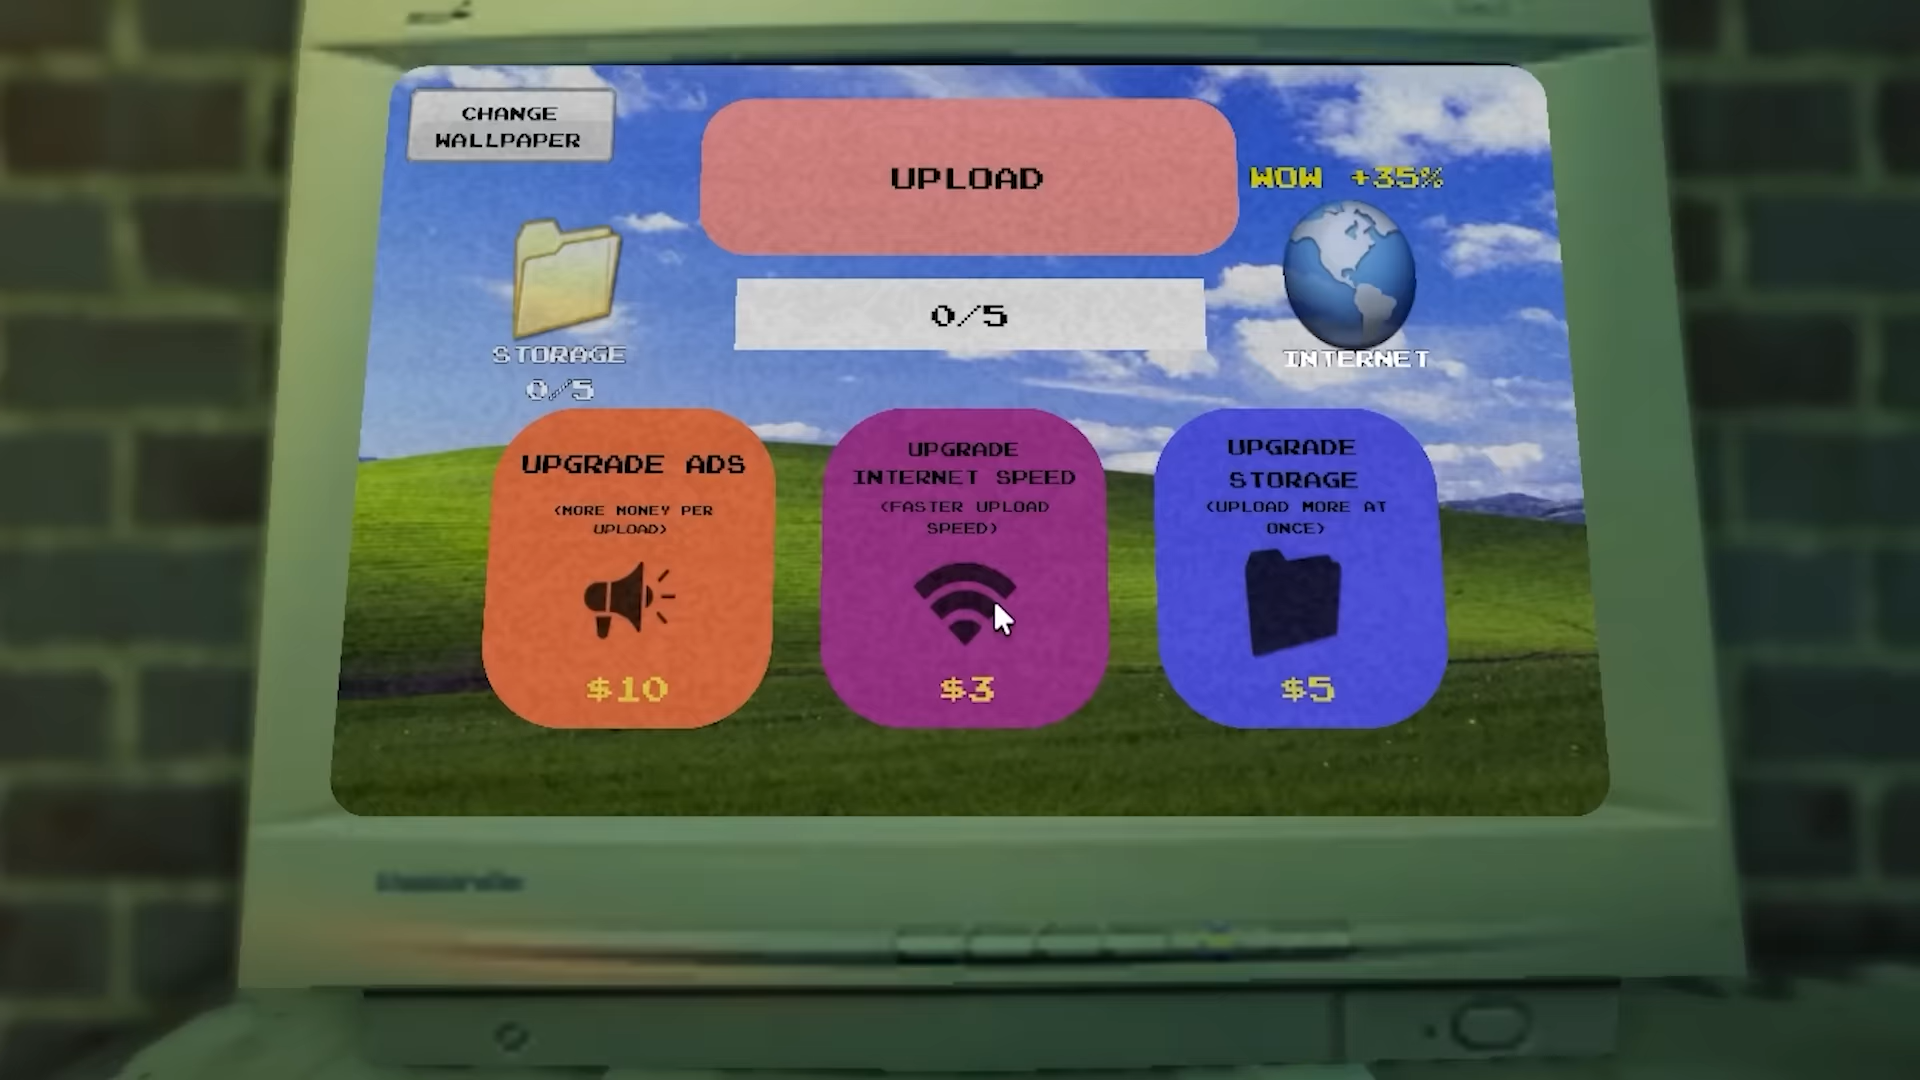 CHANGE
WALLPAPER
UPLOAD
WOW +35%
0/5
STORAGE
0/5
INTERNET
UPGRADE ADS
(MORE MONEY PER
UPLOAD)
$10
UPGRADE
INTERNET SPEED
(FASTER UPLOAD
SPEED)
$3
UPGRADE
STORAGE
(UPLOAD MORE AT
ONCE)
$5